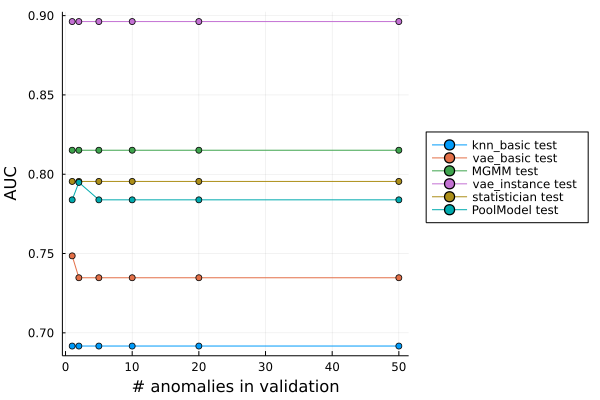 0.90
0.85
0.80
0.75
0.70
AUC
0 10 20 30 40 50
# anomalies in validation
knn_basic test
vae_basic test
MGMM test
vae_instance test
statistician test
PoolModel test